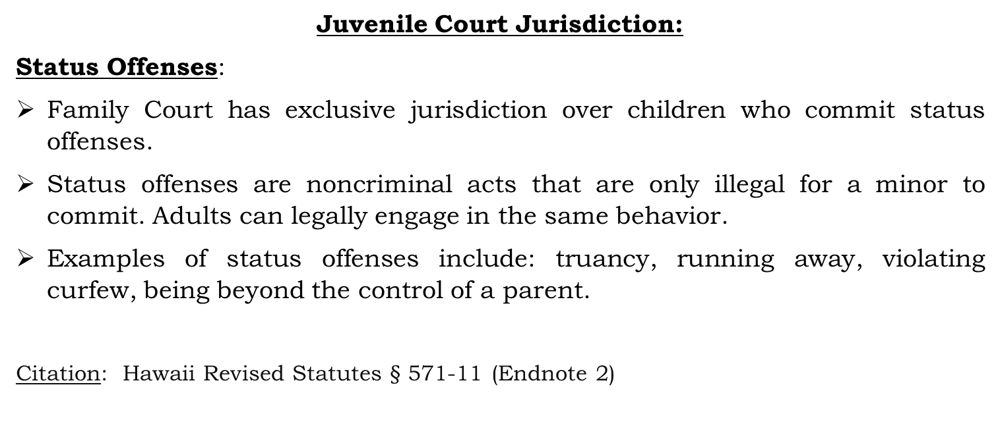 Juvenile Court Jurisdiction:
Status Offenses:
➢ Family Court has exclusive jurisdiction over children who commit status
offenses.
➢ Status offenses are noncriminal acts that are only illegal for a minor to
commit. Adults can legally engage in the same behavior.
➢ Examples of status offenses include: truancy, running away, violating
curfew, being beyond the control of a parent.
Citation: Hawaii Revised Statutes § 571-11 (Endnote 2)